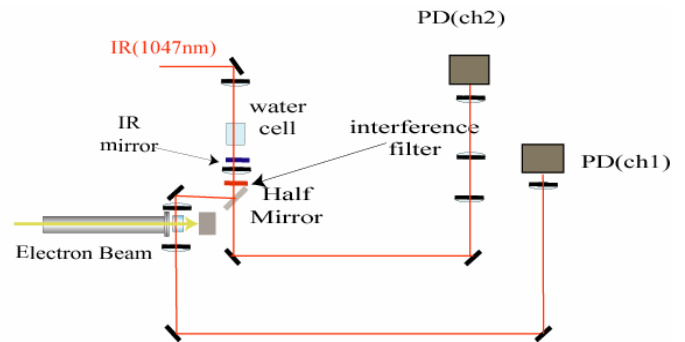 PD(ch2)
IR(1047nm)
water
cell
IR
mirror
interference
filter
PD(ch1)
Half
Mirror
Electron Beam